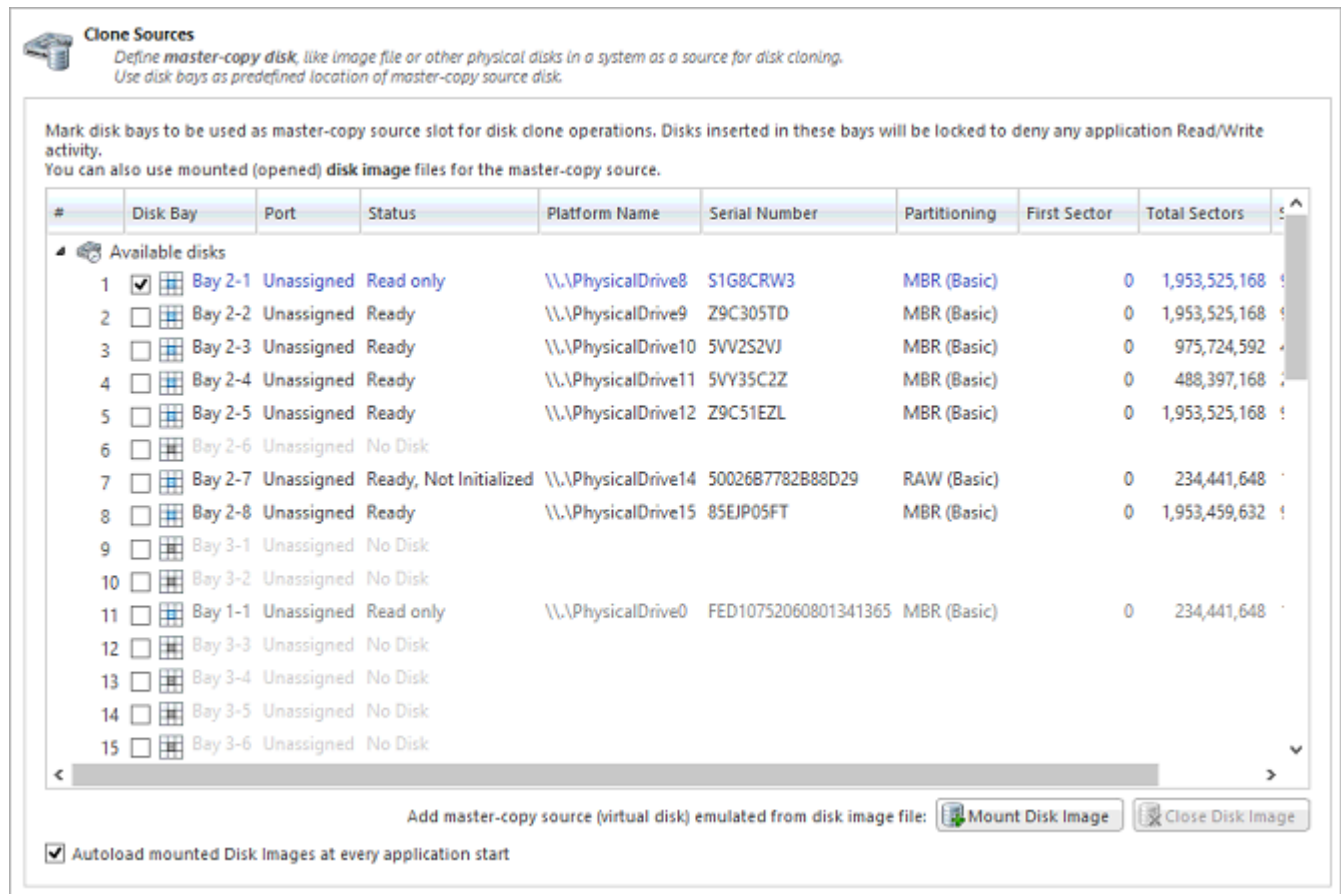 Clone Sources
Define master-copy disk, like image file or other physical disks in a system as a source for disk cloning.
Use disk bays as predefined location of master-copy source disk.
Mark disk bays to be used as master-copy source slot for disk clone operations. Disks inserted in these bays will be locked to deny any application Read/Write
activity.
You can also use mounted (opened) disk image files for the master-copy source.
# Disk Bay Port Status Platform Name Serial Number Partitioning First Sector Total Sectors
Available disks
1 Bay 2-1 Unassigned Read only \\.\PhysicalDrive8 S1G8CRW3 MBR (Basic) 0 1,953,525,168
2 Bay 2-2 Unassigned Ready \\.\PhysicalDrive9 Z9C305TD MBR (Basic) 0 1,953,525,168
3 Bay 2-3 Unassigned Ready \\.\PhysicalDrive10 5VV2S2VJ MBR (Basic) 0 975,724,592
4 Bay 2-4 Unassigned Ready \\.\PhysicalDrive11 5VY35C2Z MBR (Basic) 0 488,397,168
5 Bay 2-5 Unassigned Ready \\.\PhysicalDrive12 Z9C51EZL MBR (Basic) 0 1,953,525,168
6 Bay 2-6 Unassigned No Disk
7 Bay 2-7 Unassigned Ready, Not Initialized \\.\PhysicalDrive14 50026B7782B88D29 RAW (Basic) 0 234,441,648
8 Bay 2-8 Unassigned Ready \\.\PhysicalDrive15 85EJP05FT MBR (Basic) 0 1,953,459,632
9 Bay 3-1 Unassigned No Disk
10 Bay 3-2 Unassigned No Disk
11 Bay 1-1 Unassigned Read only \\.\PhysicalDrive0 FED10752060801341365 MBR (Basic) 0 234,441,648
12 Bay 3-3 Unassigned No Disk
13 Bay 3-4 Unassigned No Disk
14 Bay 3-5 Unassigned No Disk
15 Bay 3-6 Unassigned No Disk
Add master-copy source (virtual disk) emulated from disk image file: Mount Disk Image Close Disk Image
Autoload mounted Disk Images at every application start